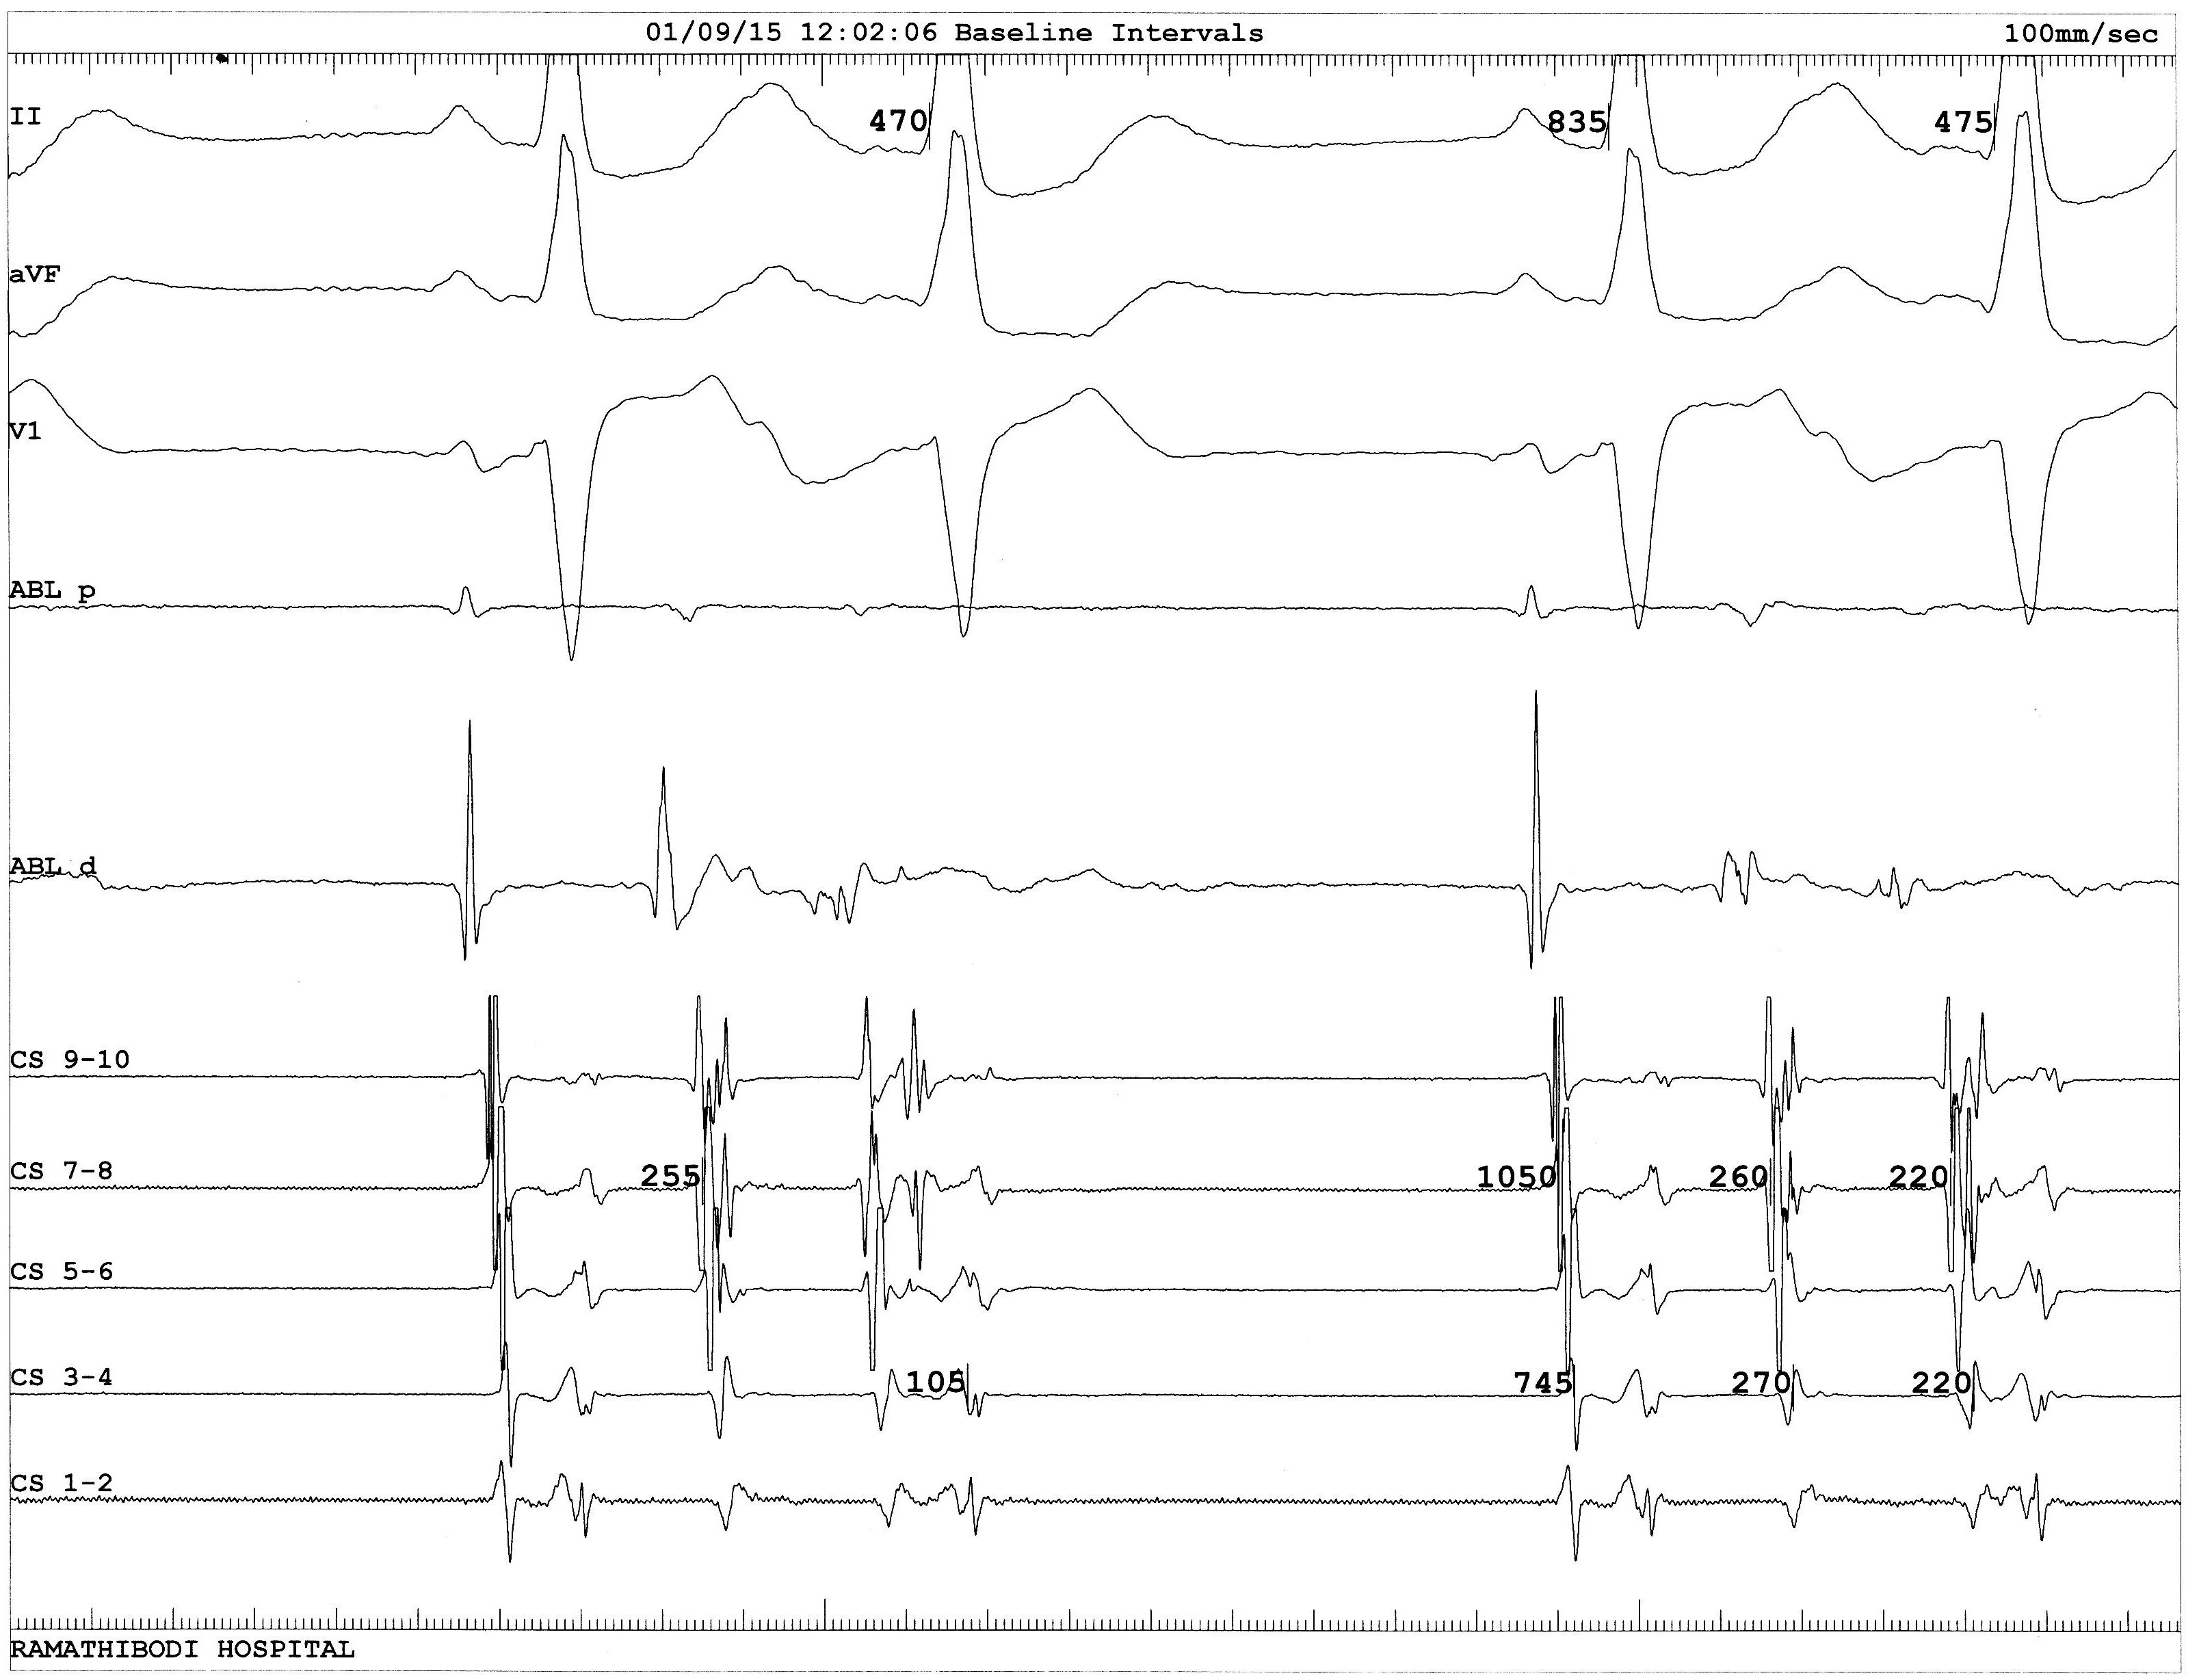 01/09/15 12:02:06 Baseline Intervals 100mm/sec
II 470 835 475
aVF
V1
ABL p
ABL d
CS 9-10
CS 7-8 255 1050 260 220
CS 5-6
CS 3-4 105 745 270 220
CS 1-2
RAMATHIBODI HOSPITAL